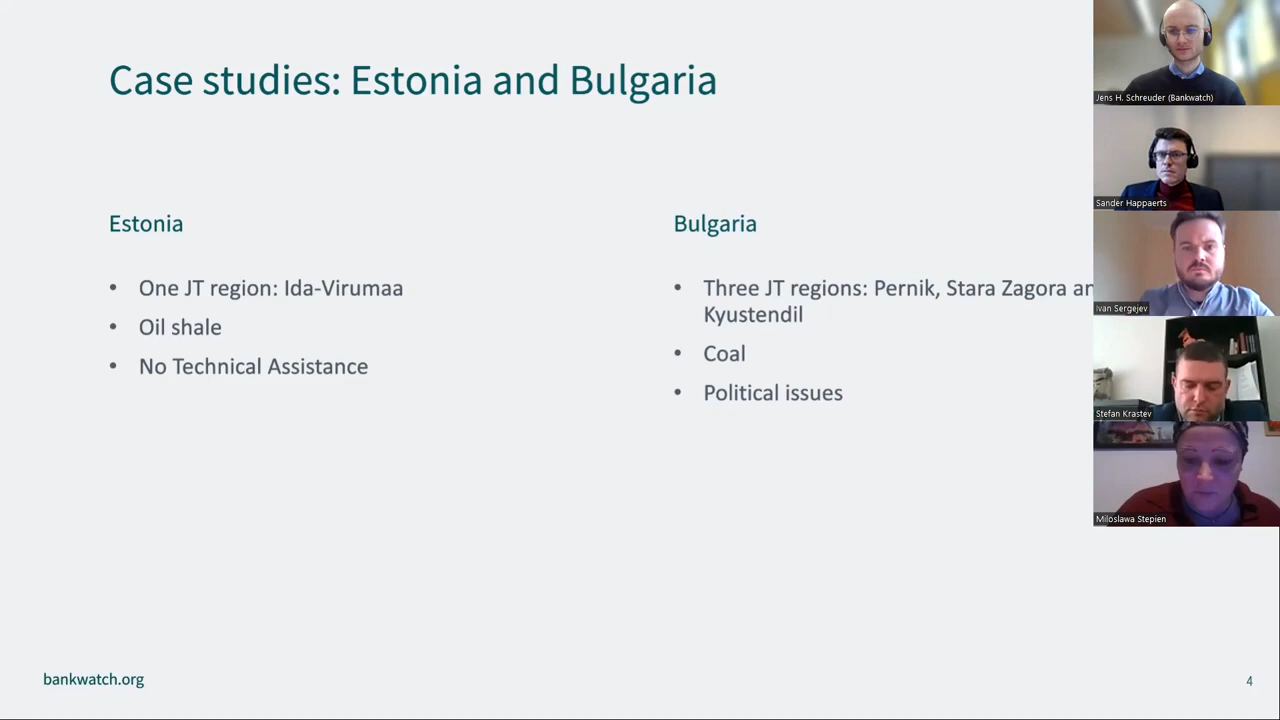 Case studies: Estonia and Bulgaria
Estonia
• One JT region: Ida-Virumaa
• Oil shale
• No Technical Assistance
Bulgaria
• Three JT regions: Pernik, Stara Zagora
Kyustendil
• Coal
• Political issues
bankwatch.org
4
Jens H. Schreuder (Bankwatch)
Sander Happaerts
Ivan Sergejev
Stefan Krastev
Miloslawa Stepien